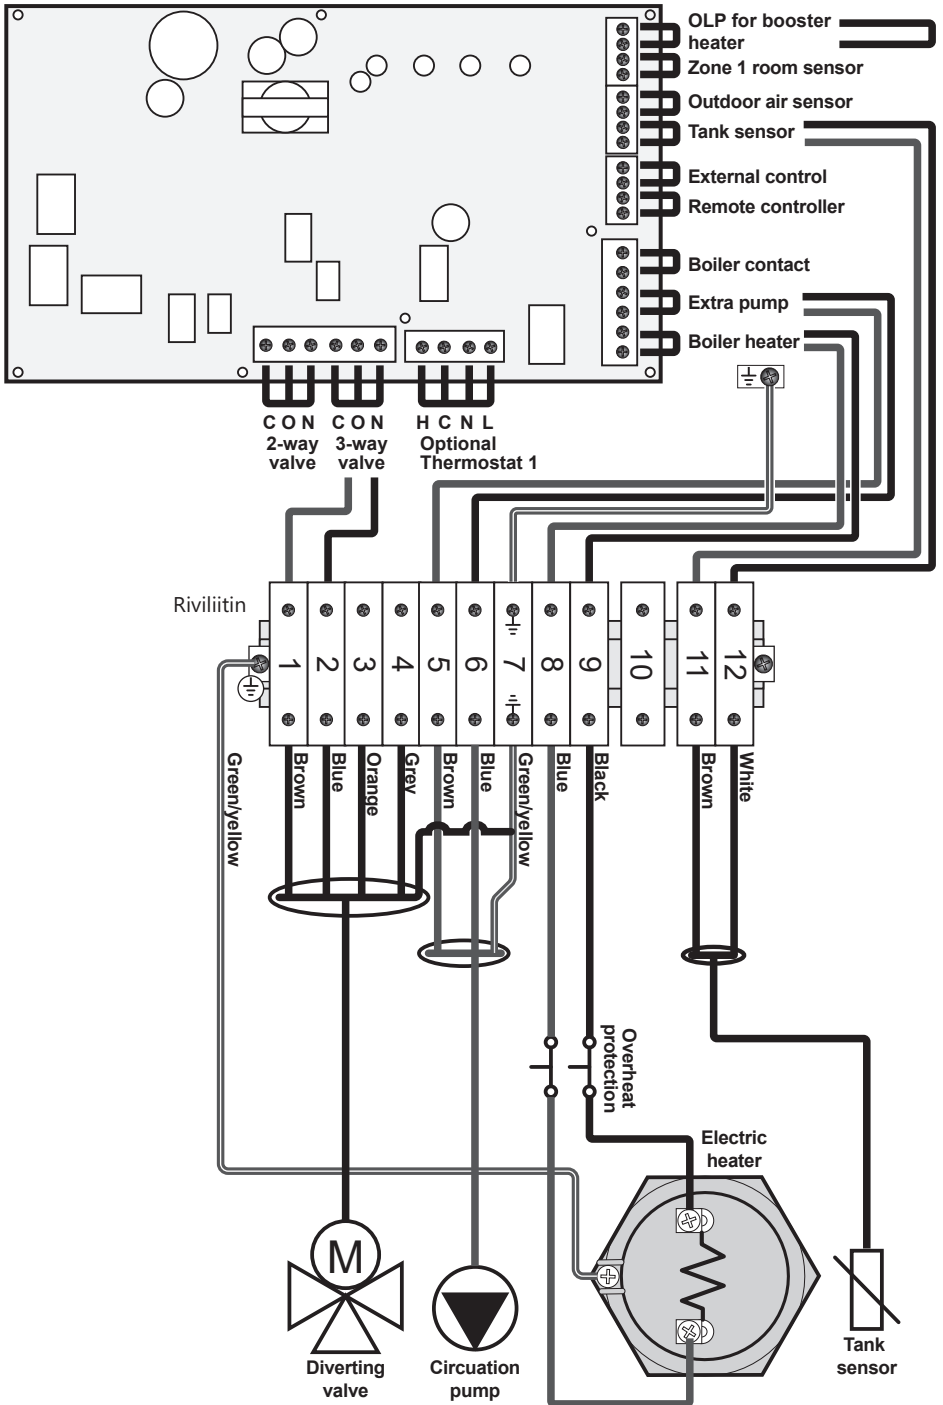 OLP for booster
heater
Zone 1 room sensor
Outdoor air sensor
Tank sensor
External control
Remote controller
Boiler contact
Extra pump
Boiler heater
C O N
2-way
valve
C O N
3-way
valve
H C N L
Optional
Thermostat 1
Riviliitin
1
2
3
4
5
6
7
8
9
10
11
12
Green/yellow
Brown
Blue
Orange
Grey
Brown
Blue
Green/yellow
Blue
Black
Brown
White
Overheat
protection
Electric
heater
M
Diverting
valve
Circuation
pump
Tank
sensor